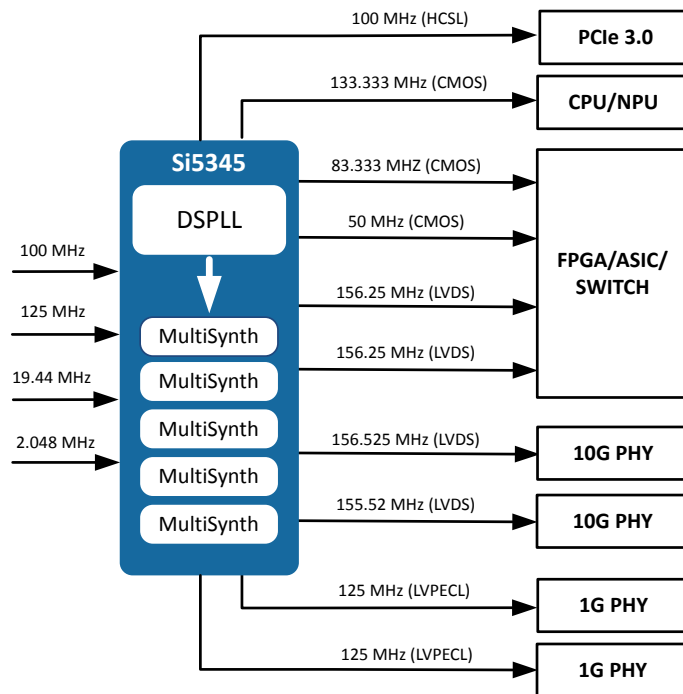 100 MHz (HCSL)
PCIe 3.0
133.333 MHz (CMOS)
CPU/NPU
Si5345
DSPLL
MultiSynth
MultiSynth
MultiSynth
MultiSynth
MultiSynth
100 MHz
125 MHz
19.44 MHz
2.048 MHz
83.333 MHZ (CMOS)
50 MHz (CMOS)
156.25 MHz (LVDS)
156.25 MHz (LVDS)
FPGA/ASIC/
SWITCH
156.525 MHz (LVDS)
10G PHY
155.52 MHz (LVDS)
10G PHY
125 MHz (LVPECL)
1G PHY
125 MHz (LVPECL)
1G PHY